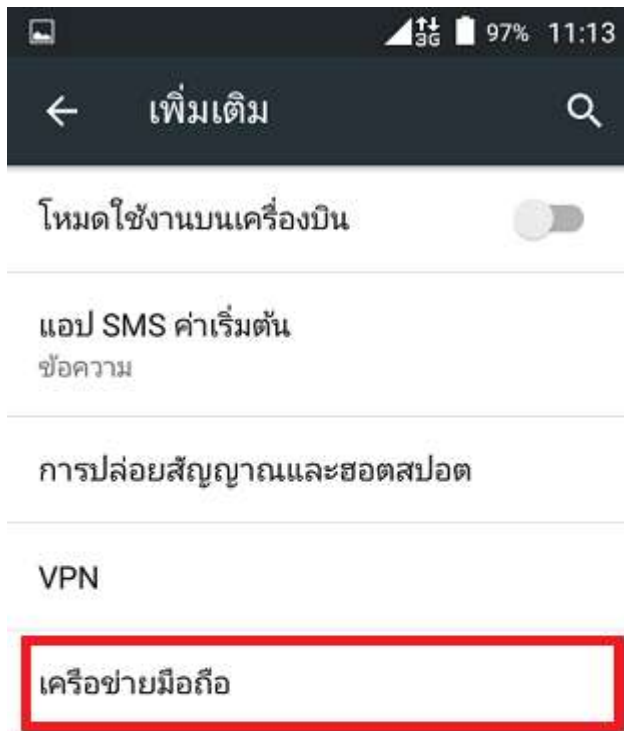 3G 97% 11:13
เพิ่มเติม
โหมดใช้งานบนเครื่องบิน
แอป SMS ค่าเริ่มต้น
ข้อความ
การปล่อยสัญญาณและฮอตสปอต
VPN
เครือข่ายมือถือ